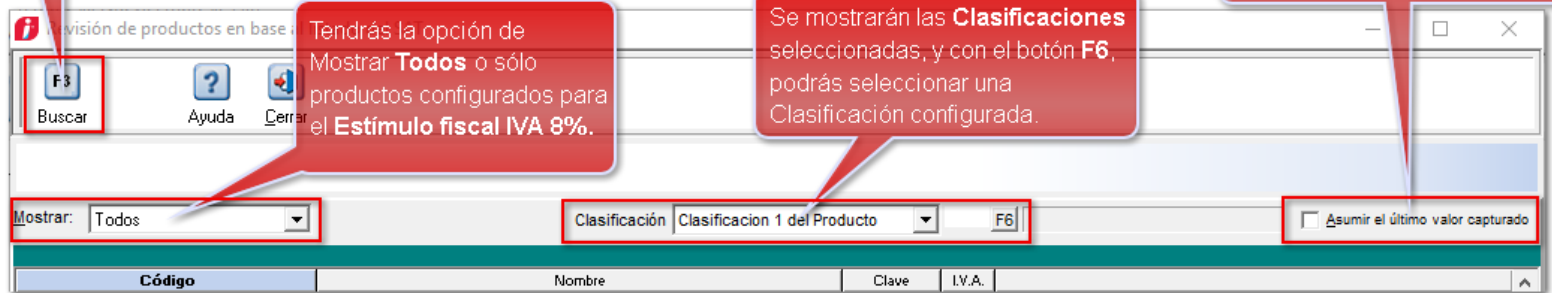 Revisión de productos en base al
Tendrás la opción de
Mostrar Todos o sólo
productos configurados para
el Estímulo fiscal IVA 8%.
Se mostrarán las Clasificaciones
seleccionadas, y con el botón F6,
podrás seleccionar una
Clasificación configurada.
F3
Buscar
?
Ayuda
Cerrar
Mostrar: Todos
Clasificación Clasificacion 1 del Producto F6
Asumir el último valor capturado
Código Nombre Clave I.V.A.